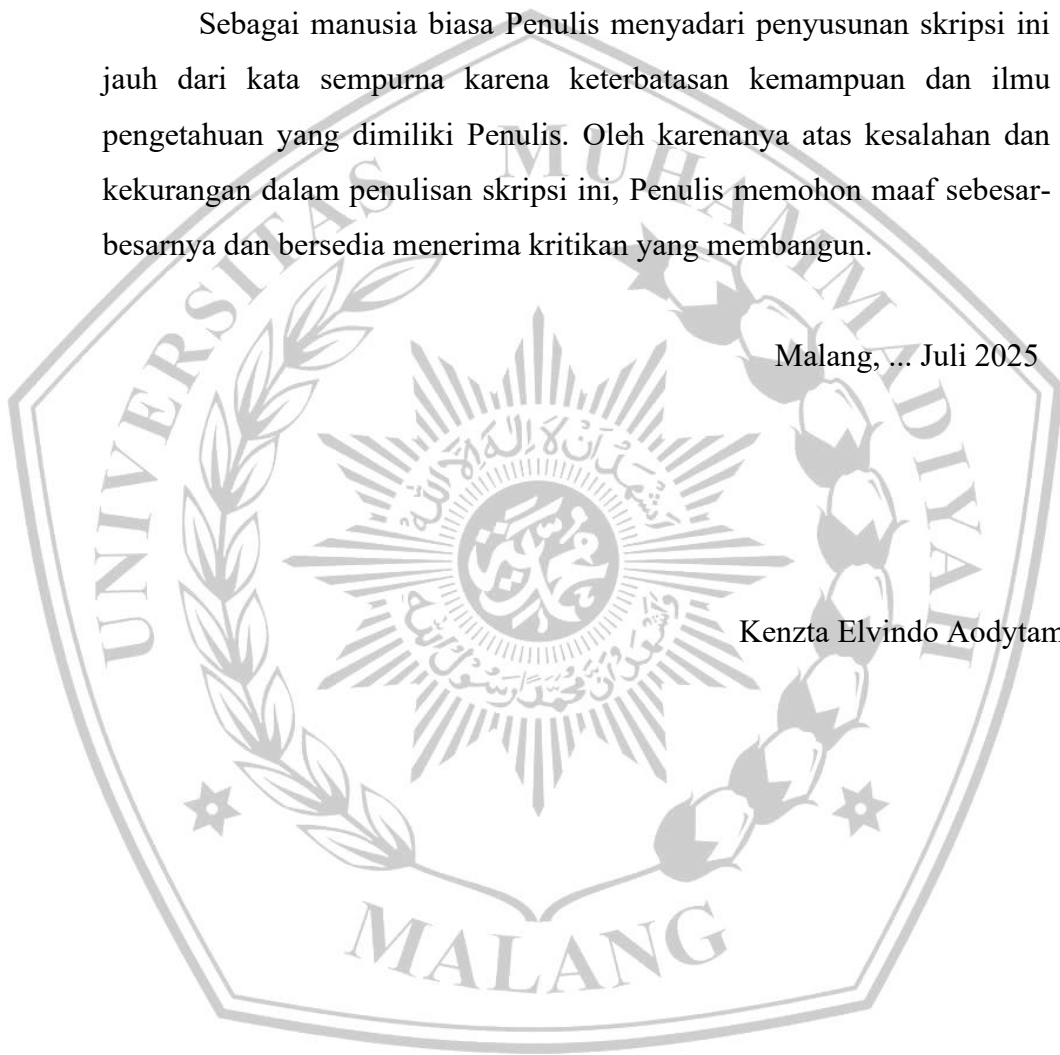 Sebagai manusia biasa Penulis menyadari penyusunan skripsi ini
jauh dari kata sempurna karena keterbatasan kemampuan dan ilmu
pengetahuan yang dimiliki Penulis. Oleh karenanya atas kesalahan dan
kekurangan dalam penulisan skripsi ini, Penulis memohon maaf sebesar-
besarnya dan bersedia menerima kritikan yang membangun.
Malang, ... Juli 2025
Kenzta Elvindo Aodytam
UNIVERSITAS MUHAMMADIYAH
MALANG